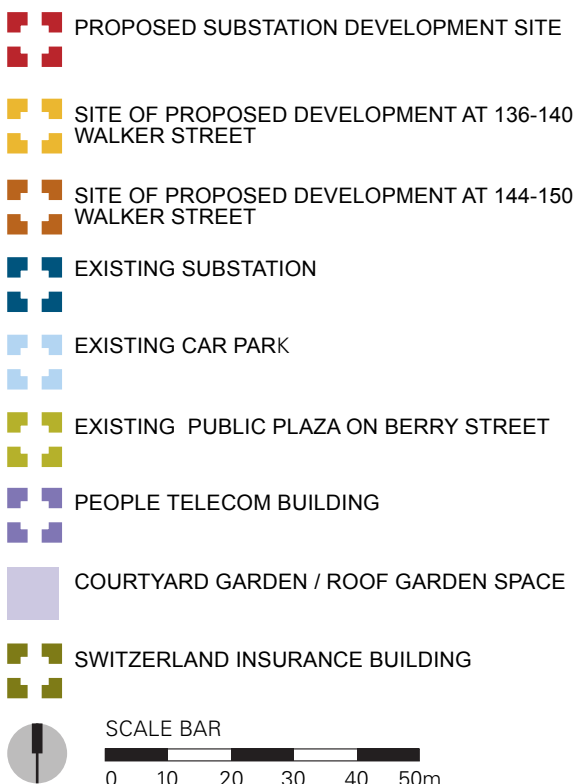 PROPOSED SUBSTATION DEVELOPMENT SITE
SITE OF PROPOSED DEVELOPMENT AT 136-140
WALKER STREET
SITE OF PROPOSED DEVELOPMENT AT 144-150
WALKER STREET
EXISTING SUBSTATION
EXISTING CAR PARK
EXISTING PUBLIC PLAZA ON BERRY STREET
PEOPLE TELECOM BUILDING
COURTYARD GARDEN / ROOF GARDEN SPACE
SWITZERLAND INSURANCE BUILDING
SCALE BAR
0 10 20 30 40 50m